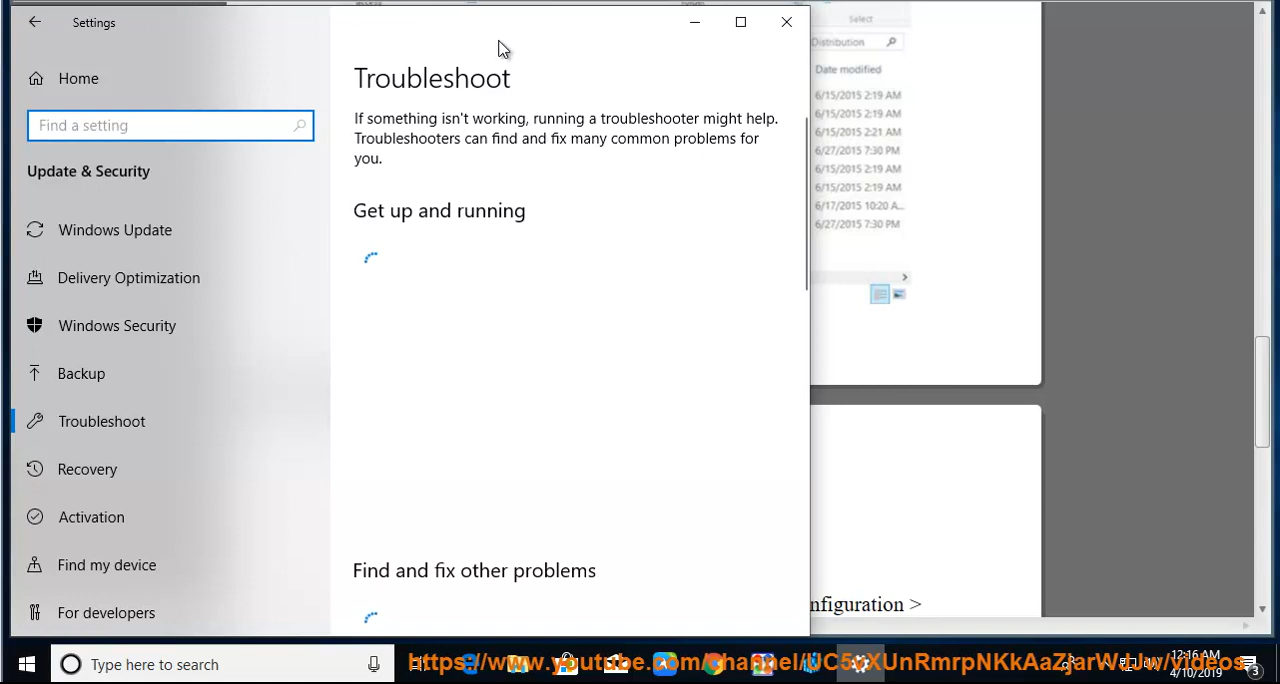 Settings
Home
Find a setting
Update & Security
Windows Update
Delivery Optimization
Windows Security
Backup
Troubleshoot
Recovery
Activation
Find my device
For developers
Troubleshoot
If something isn't working, running a troubleshooter might help.
Troubleshooters can find and fix many common problems for
you.
Get up and running
Find and fix other problems
Select
Distribution
Date modified
6/15/2015 2:19 AM
6/15/2015 2:19 AM
6/15/2015 2:21 AM
6/27/2015 7:30 PM
6/15/2015 2:19 AM
6/15/2015 2:19 AM
6/17/2015 10:20 A...
6/27/2015 7:30 PM
nfiguration >
Type here to search
12:16 AM
4/10/2019
3